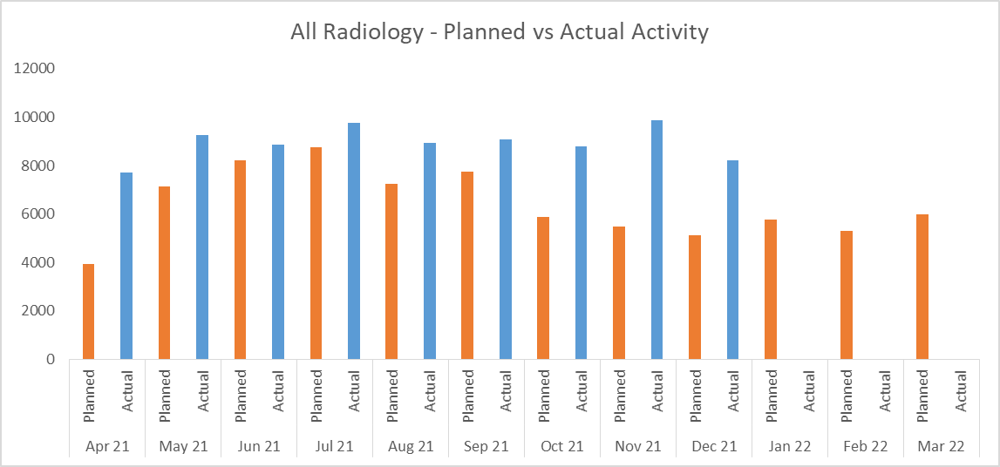 All Radiology - Planned vs Actual Activity
12000
10000
8000
6000
4000
2000
0
Planned Actual Planned Actual Planned Actual Planned Actual Planned Actual Planned Actual Planned Actual Planned Actual Planned Actual Planned Actual Planned Actual Planned Actual
Apr 21 May 21 Jun 21 Jul 21 Aug 21 Sep 21 Oct 21 Nov 21 Dec 21 Jan 22 Feb 22 Mar 22